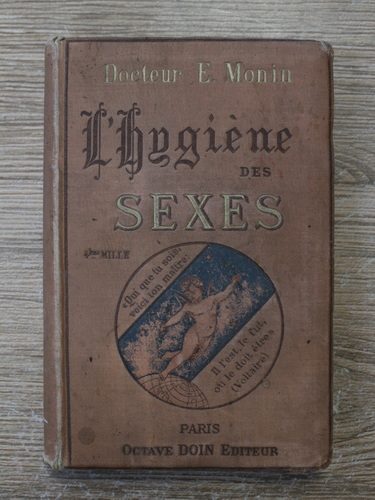 Docteur E. Monin
L'hygiène
DES
SEXES
4me MILLE
«Qui que tu sois
voici ton maître;
Il l'est, le fut,
où le doit être»
(Voltaire)
PARIS
OCTAVE DOIN EDITEUR